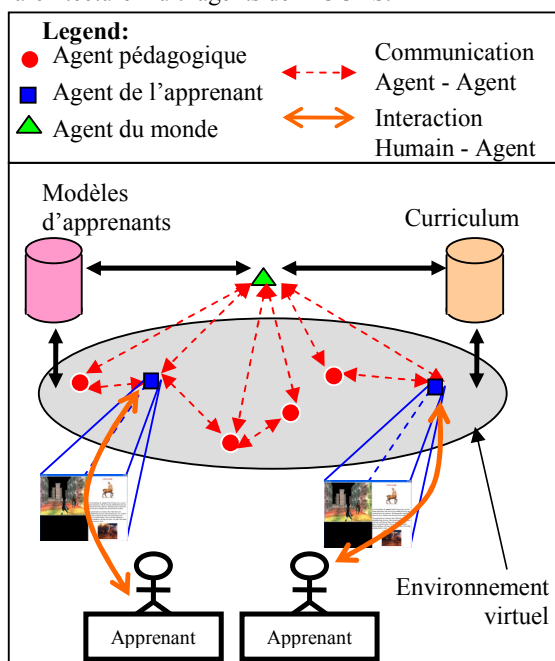 Legend:
Agent pédagogique
Agent de l'apprenant
Agent du monde
Communication
Agent - Agent
Interaction
Humain - Agent
Modèles
d'apprenants
Curriculum
Environnement
virtuel
Apprenant
Apprenant